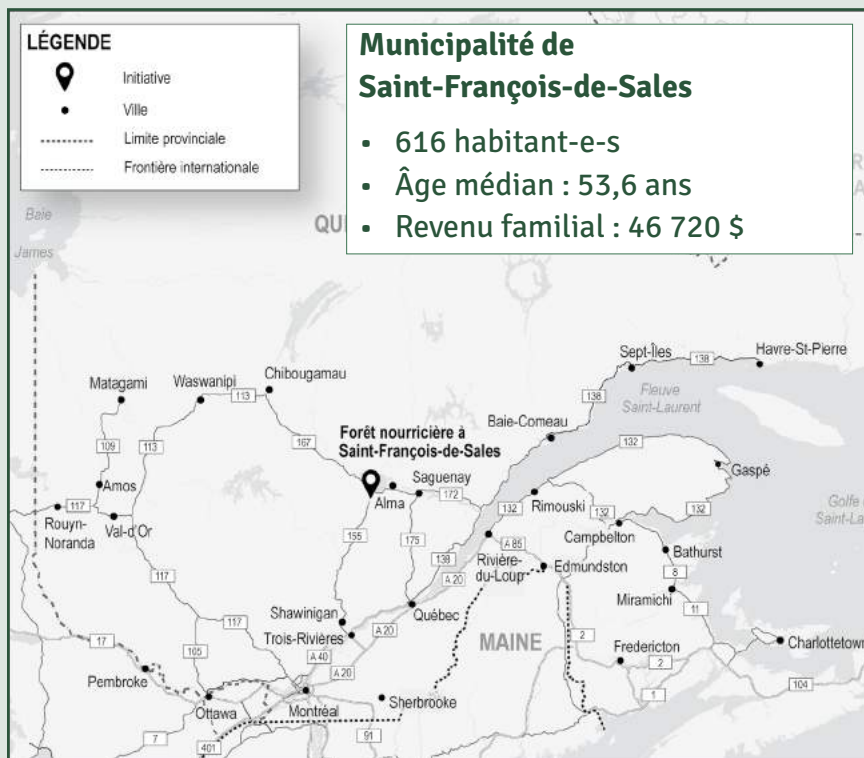 LÉGENDE
Initiative
Ville
Limite provinciale
Frontière internationale
Municipalité de
Saint-François-de-Sales
• 616 habitant-e-s
• Âge médian : 53,6 ans
• Revenu familial : 46 720 $
Baie
James
QU
Sept-Îles
138
Havre-St-Pierre
Matagami
Waswanipi
113
Chibougamau
Fleuve
Saint-Laurent
138
Baie-Comeau
109
113
167
Forêt nourricière à
Saint-François-de-Sales
132
Gaspé
Amos
Saguenay
172
Alma
132
Rimouski
132
132
Golfe
Saint-La
117
Rouyn-
Noranda
Val-d'Or
155
175
138
A 85
Campbelton
Bathurst
Rivière-
du-Loup
A 20
Edmundston
8
117
Miramichi
11
Shawinigan
Québec
117
Trois-Rivières
A 20
MAINE
2
Charlottetown
17
105
A 40
A 20
Fredericton
2
Pembroke
104
Ottawa
Montréal
Sherbrooke
1
7
401
91